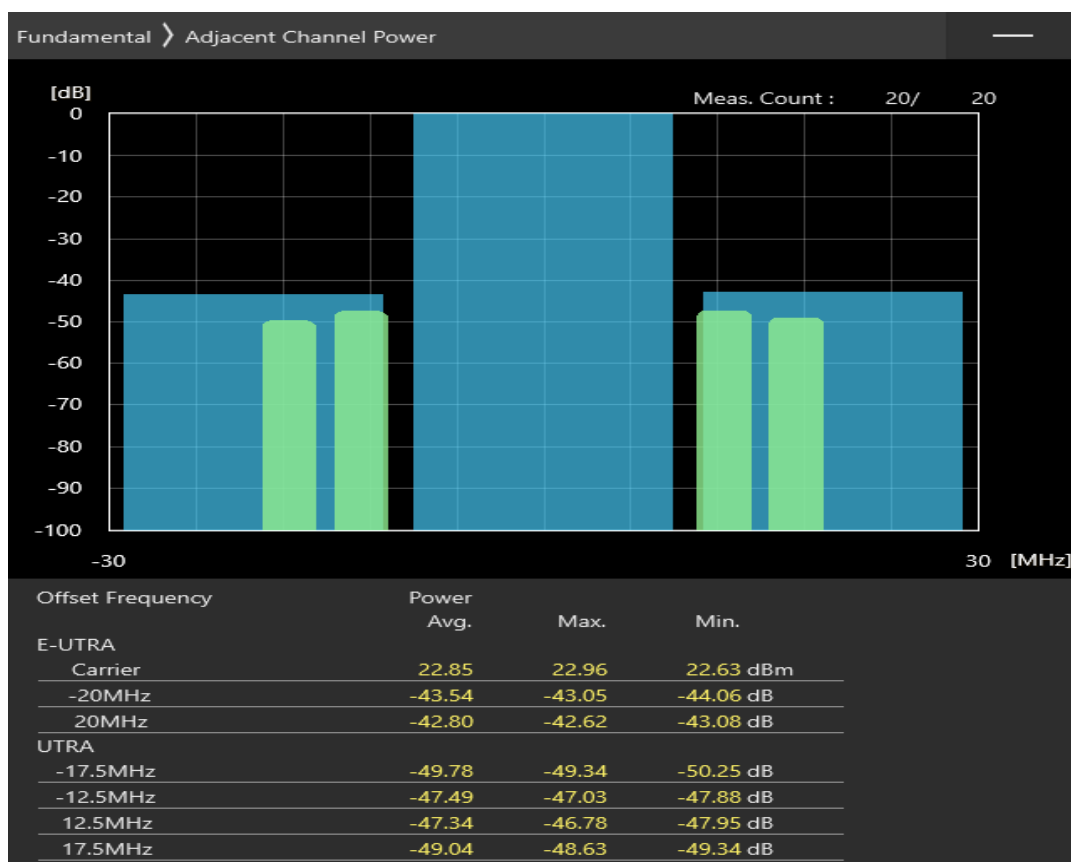 Fundamental 〉 Adjacent Channel Power
[dB]
Meas. Count : 20/ 20
0
-10
-20
-30
-40
-50
-60
-70
-80
-90
-100
-30 30 [MHz]
Offset Frequency Power
Avg. Max. Min.
E-UTRA
Carrier 22.85 22.96 22.63 dBm
-20MHz -43.54 -43.05 -44.06 dB
20MHz -42.80 -42.62 -43.08 dB
UTRA
-17.5MHz -49.78 -49.34 -50.25 dB
-12.5MHz -47.49 -47.03 -47.88 dB
12.5MHz -47.34 -46.78 -47.95 dB
17.5MHz -49.04 -48.63 -49.34 dB